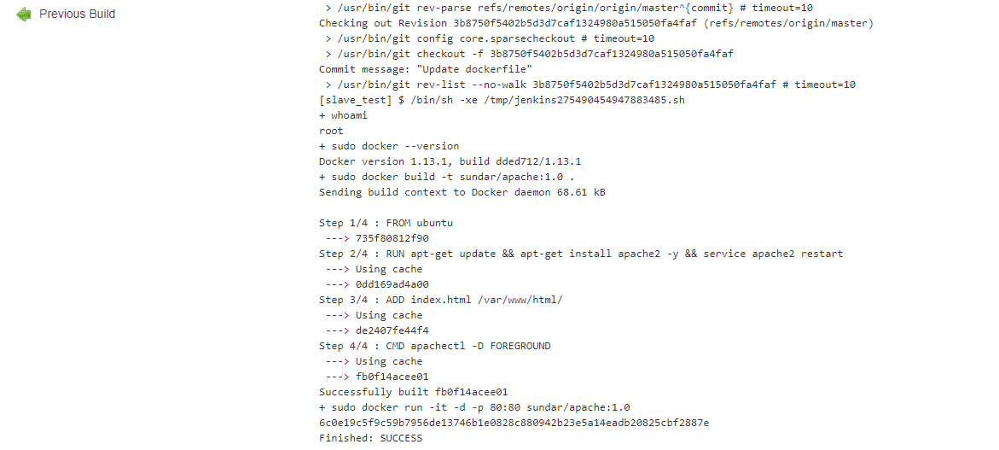 Previous Build
> /usr/bin/git rev-parse refs/remotes/origin/origin/master^{commit} # timeout=10
Checking out Revision 3b8750f5402b5d3d7caf1324980a515050fa4faf (refs/remotes/origin/master)
> /usr/bin/git config core.sparsecheckout # timeout=10
> /usr/bin/git checkout -f 3b8750f5402b5d3d7caf1324980a515050fa4faf
Commit message: "Update dockerfile"
> /usr/bin/git rev-list --no-walk 3b8750f5402b5d3d7caf1324980a515050fa4faf # timeout=10
[slave_test] $ /bin/sh -xe /tmp/jenkins275490454947883485.sh
+ whoami
root
+ sudo docker --version
Docker version 1.13.1, build dded712/1.13.1
+ sudo docker build -t sundar/apache:1.0 .
Sending build context to Docker daemon 68.61 kB
Step 1/4 : FROM ubuntu
---> 735f80812f90
Step 2/4 : RUN apt-get update && apt-get install apache2 -y && service apache2 restart
---> Using cache
---> 0dd169ad4a00
Step 3/4 : ADD index.html /var/www/html/
---> Using cache
---> de2407fe44f4
Step 4/4 : CMD apachectl -D FOREGROUND
---> Using cache
---> fb0f14acee01
Successfully built fb0f14acee01
+ sudo docker run -it -d -p 80:80 sundar/apache:1.0
6c0e19c5f9c59b7956de13746b1e0828c880942b23e5a14eadb20825cbf2887e
Finished: SUCCESS